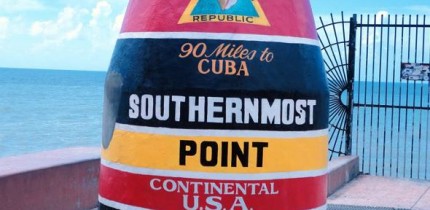 REPUBLIC
90 Miles to
CUBA
SOUTHERNMOST
POINT
CONTINENTAL
U.S.A.